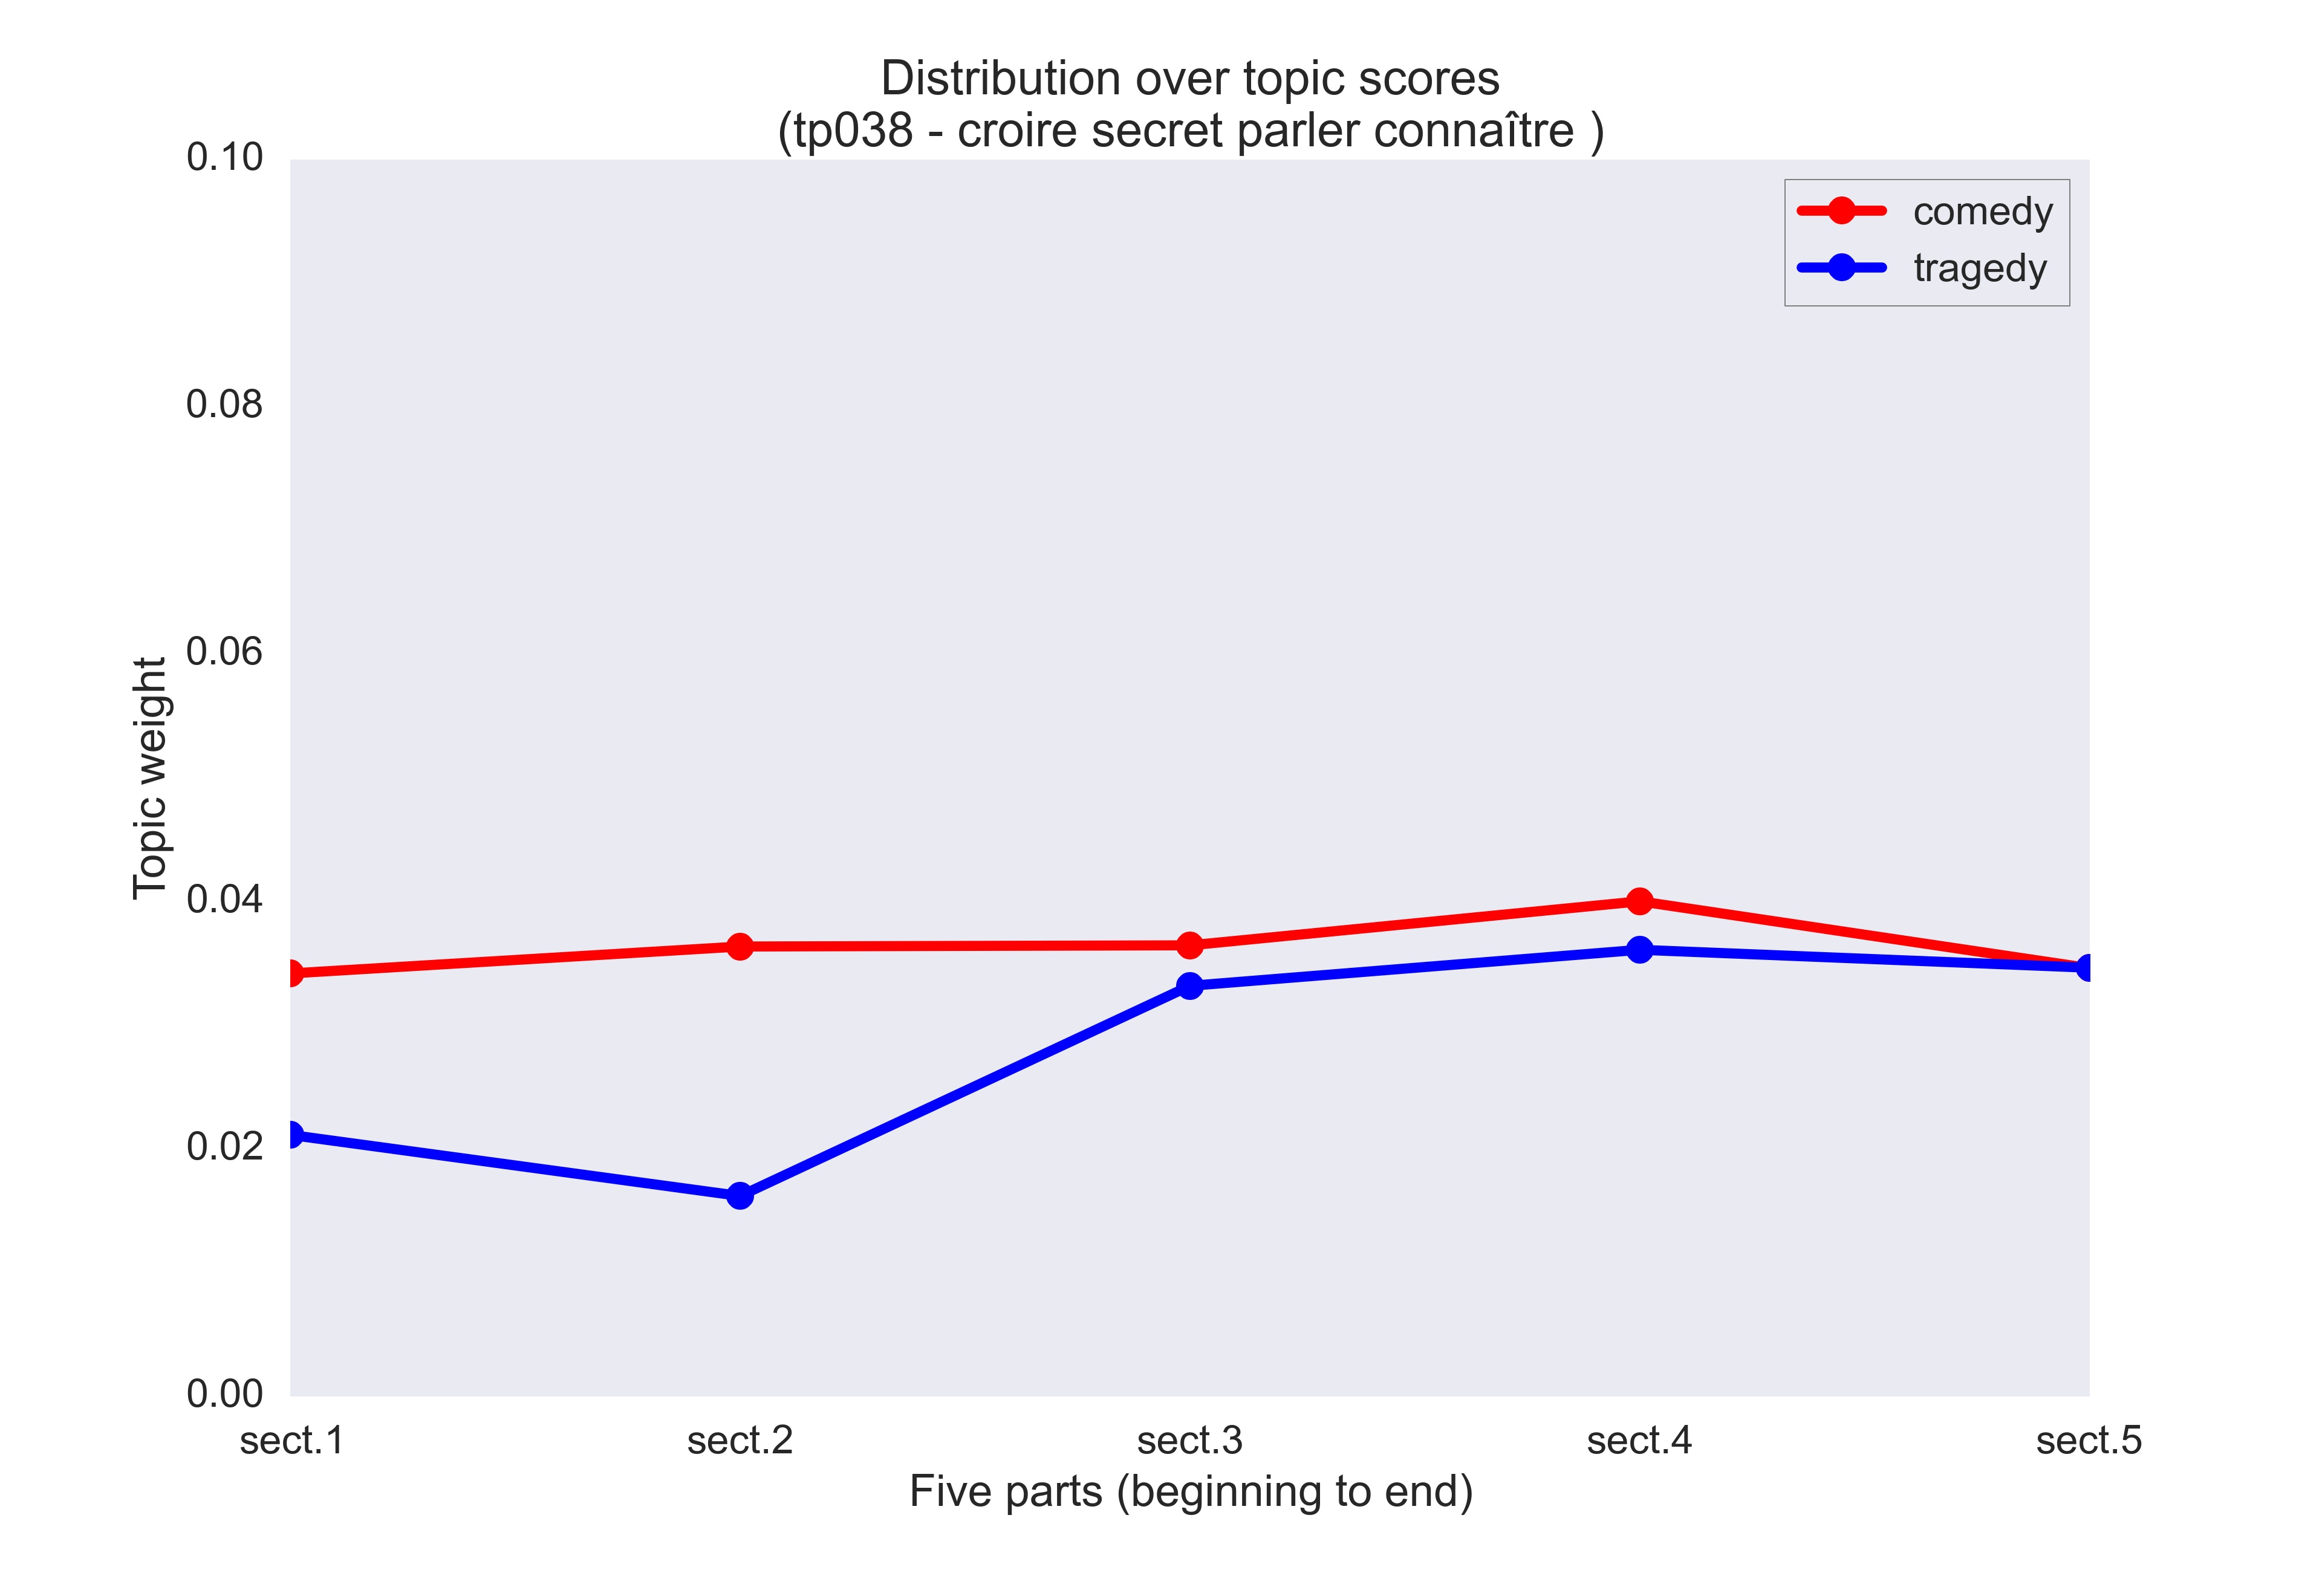 Distribution over topic scores
(tp038 - croire secret parler connaître )
comedy
tragedy
Topic weight
0.10
0.08
0.06
0.04
0.02
0.00
sect.1
sect.2
sect.3
sect.4
sect.5
Five parts (beginning to end)